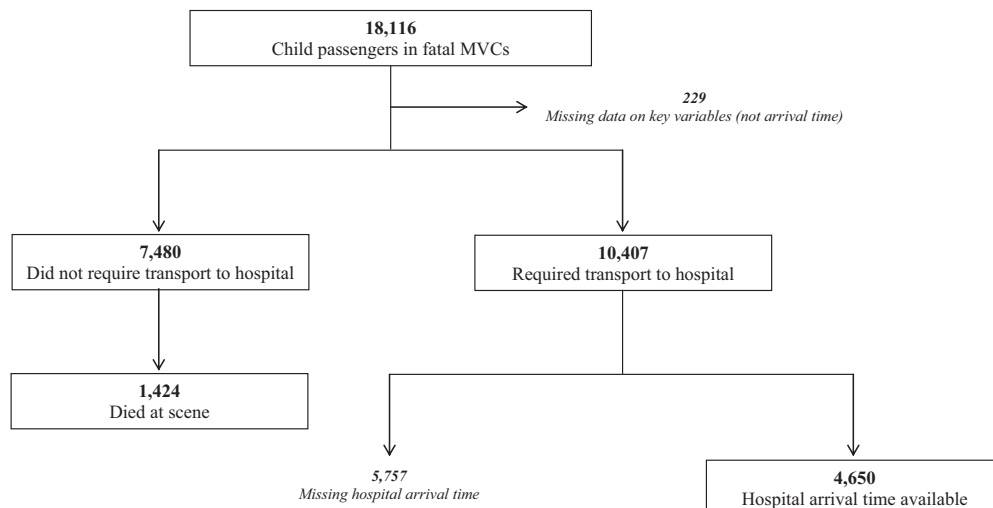 18,116
Child passengers in fatal MVCs
229
Missing data on key variables (not arrival time)
7,480
Did not require transport to hospital
10,407
Required transport to hospital
1,424
Died at scene
5,757
Missing hospital arrival time
4,650
Hospital arrival time available